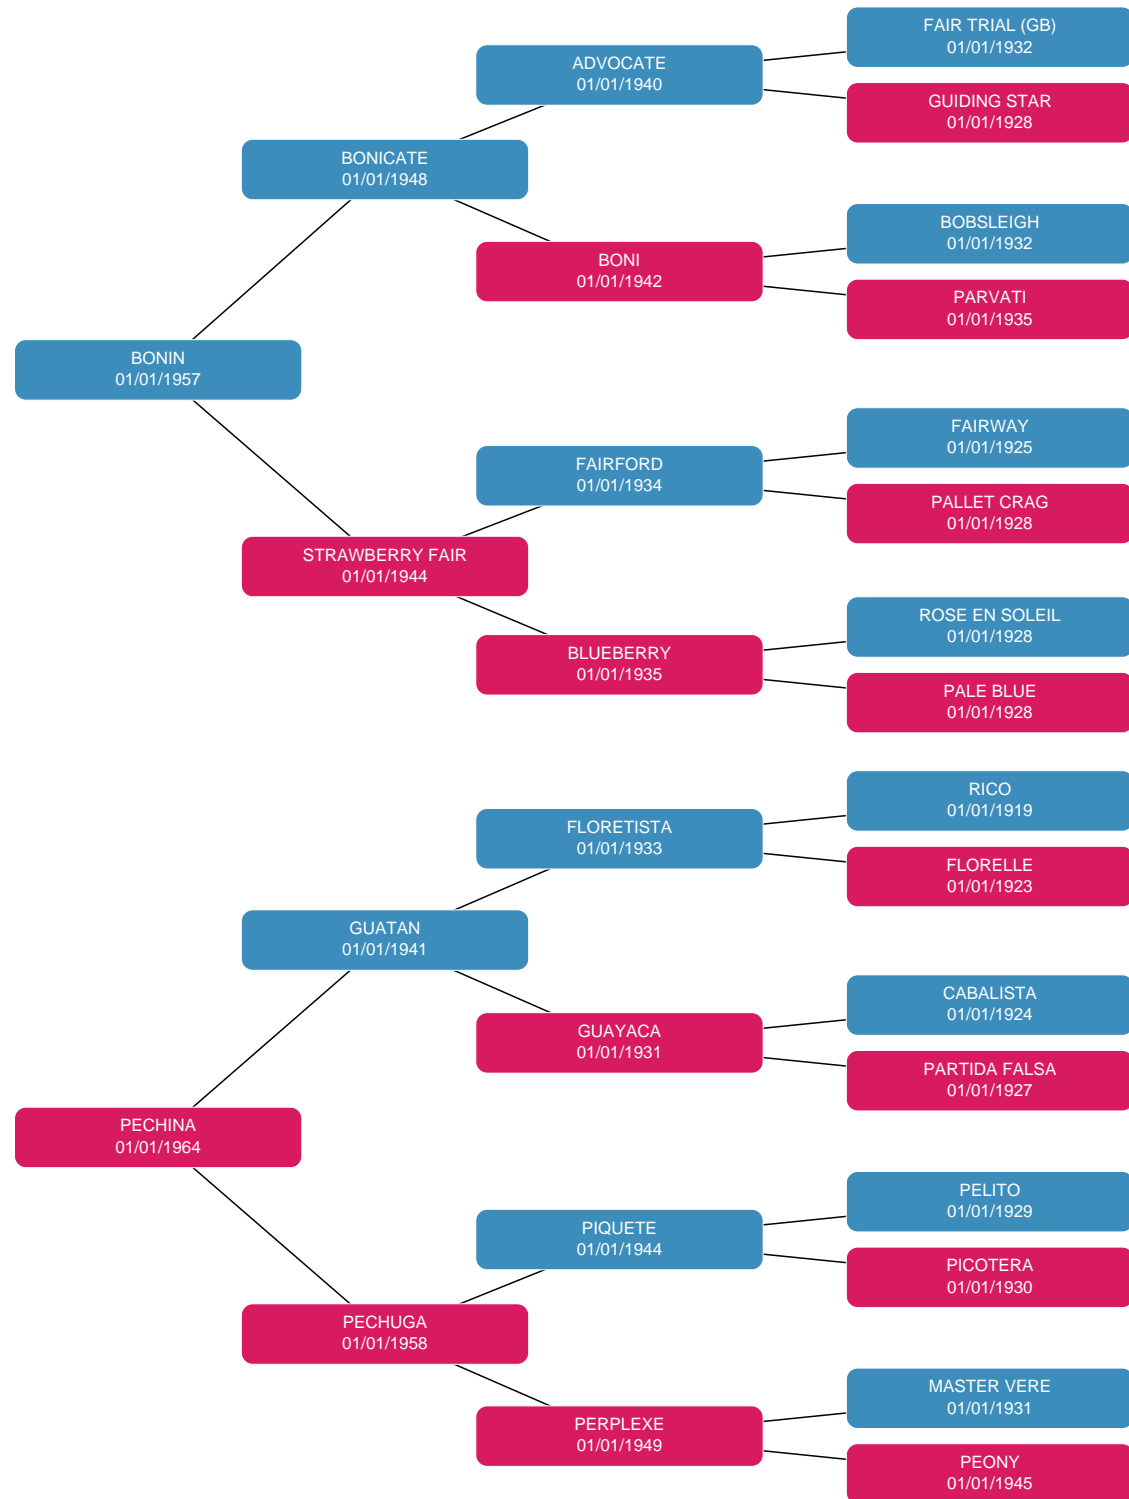 FAIR TRIAL (GB)
01/01/1932
ADVOCATE
01/01/1940
GUIDING STAR
01/01/1928
BONICATE
01/01/1948
BOBSLEIGH
01/01/1932
BONI
01/01/1942
PARVATI
01/01/1935
BONIN
01/01/1957
FAIRWAY
01/01/1925
FAIRFORD
01/01/1934
PALLET CRAG
01/01/1928
STRAWBERRY FAIR
01/01/1944
ROSE EN SOLEIL
01/01/1928
BLUEBERRY
01/01/1935
PALE BLUE
01/01/1928
RICO
01/01/1919
FLORETISTA
01/01/1933
FLORELLE
01/01/1923
GUATAN
01/01/1941
CABALISTA
01/01/1924
GUAYACA
01/01/1931
PARTIDA FALSA
01/01/1927
PECHINA
01/01/1964
PELITO
01/01/1929
PIQUETE
01/01/1944
PICOTERA
01/01/1930
PECHUGA
01/01/1958
MASTER VERE
01/01/1931
PERPLEXE
01/01/1949
PEONY
01/01/1945